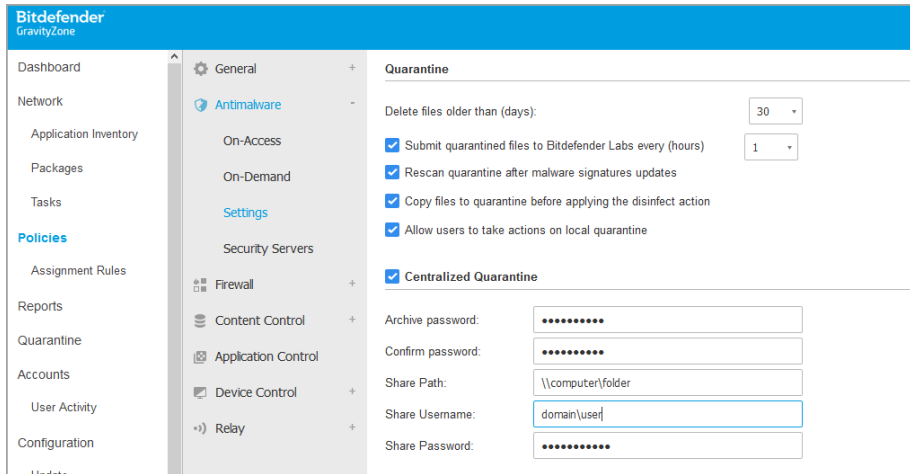 Bitdefender
GravityZone
Dashboard
Network
Application Inventory
Packages
Tasks
Policies
Assignment Rules
Reports
Quarantine
Accounts
User Activity
Configuration
Update
General +
Antimalware -
On-Access
On-Demand
Settings
Security Servers
Firewall +
Content Control +
Application Control
Device Control +
Relay +
Quarantine
Delete files older than (days): 30
Submit quarantined files to Bitdefender Labs every (hours) 1
Rescan quarantine after malware signatures updates
Copy files to quarantine before applying the disinfect action
Allow users to take actions on local quarantine
Centralized Quarantine
Archive password: ••••••••••
Confirm password: ••••••••••
Share Path: \\computer\folder
Share Username: domain\user
Share Password: •••••••••••